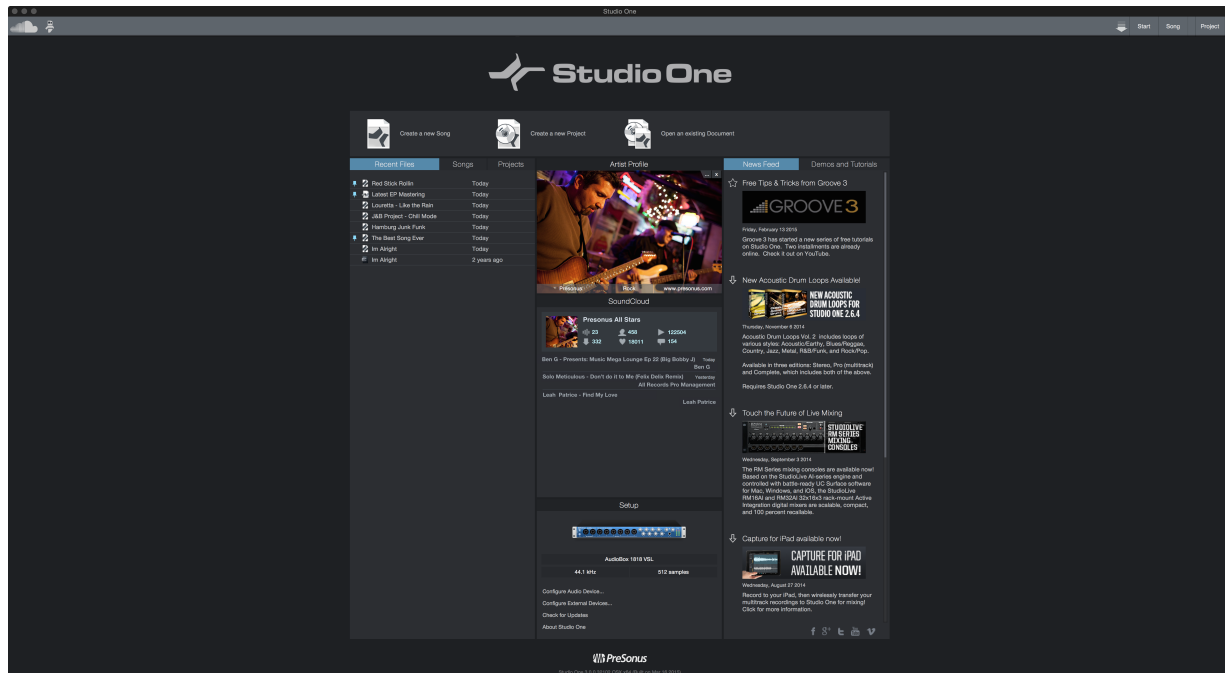 Studio One
Start Song Project
Studio One
Create a new Song
Create a new Project
Open an existing Document
Recent Files Songs Projects
Red Stick Rollin Today
Latest EP Mastering Today
Louretta - Like the Rain Today
J&B Project - Chill Mode Today
Hamburg Junk Funk Today
The Best Song Ever Today
Im Alright Today
Im Alright 2 years ago
Artist Profile
Presonus Rock www.presonus.com
SoundCloud
Presonus All Stars
23 458 122504
332 18011 154
Ben G - Presents: Music Mega Lounge Ep 22 (Big Bobby J) Today
Ben G
Solo Meticulous - Don't do it to Me (Felix Delix Remix) Yesterday
All Records Pro Management
Leah Patrice - Find My Love
Leah Patrice
Setup
AudioBox 1818 VSL
44.1 kHz 512 samples
Configure Audio Device...
Configure External Devices...
Check for Updates
About Studio One
News Feed Demos and Tutorials
Free Tips & Tricks from Groove 3
GROOVE 3
Friday, February 13 2015
Groove 3 has started a new series of free tutorials
on Studio One. Two installments are already
online. Check it out on YouTube.
New Acoustic Drum Loops Available!
NEW ACOUSTIC
DRUM LOOPS FOR
STUDIO ONE 2.6.4
Thursday, November 6 2014
Acoustic Drum Loops Vol. 2 includes loops of
various styles: Acoustic/Earthy, Blues/Reggae,
Country, Jazz, Metal, R&B/Funk, and Rock/Pop.
Available in three editions: Stereo, Pro (multitrack)
and Complete, which includes both of the above.
Requires Studio One 2.6.4 or later.
Touch the Future of Live Mixing
STUDIOLIVE
RM SERIES
MIXING
CONSOLES
Wednesday, September 3 2014
The RM Series mixing consoles are available now!
Based on the StudioLive AI-series engine and
controlled with battle-ready UC Surface software
for Mac, Windows, and iOS, the StudioLive
RM16AI and RM32AI 32x16x3 rack-mount Active
Integration digital mixers are scalable, compact,
and 100 percent recallable.
Capture for iPad available now!
CAPTURE FOR iPAD
AVAILABLE NOW!
Wednesday, August 27 2014
Record to your iPad, then wirelessly transfer your
multitrack recordings to Studio One for mixing!
Click for more information.
PreSonus